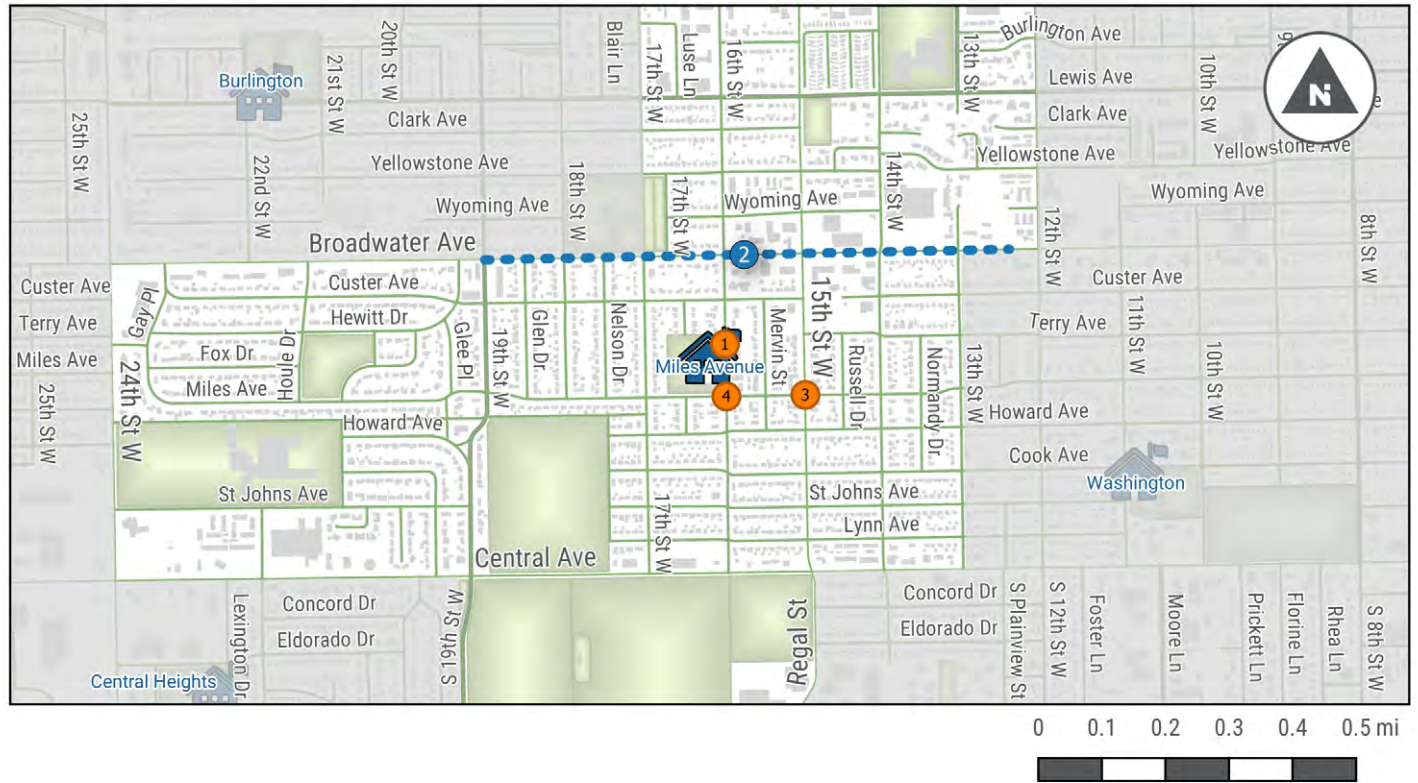 20th St W
Blair Ln
17th St W
Luse Ln
16th St W
13th St W
Burlington Ave
Burlington
21st St W
Lewis Ave
10th St W
N
25th St W
Clark Ave
Clark Ave
Yellowstone Ave
Yellowstone Ave
Yellowstone Ave
22nd St W
18th St W
17th St W
14th St W
Wyoming Ave
Wyoming Ave
Wyoming Ave
12th St W
8th St W
Broadwater Ave
2
Custer Ave
Custer Ave
Custer Ave
Gay Pl
Terry Ave
Hewitt Dr
Terry Ave
11th St W
Glee Pl
19th St W
Glen Dr
Nelson Dr
Mervin St
15th St W
Miles Ave
Fox Dr
Hojnie Dr
1
Miles Avenue
Russell Dr
Normandy Dr
13th St W
10th St W
24th St W
Miles Ave
25th St W
4
3
Howard Ave
Howard Ave
Cook Ave
Washington
St Johns Ave
St Johns Ave
17th St W
Lynn Ave
Central Ave
Lexington Dr
Concord Dr
Eldorado Dr
S 19th St W
Regal St
Concord Dr
Eldorado Dr
S Plainview St
S 12th St W
Foster Ln
Moore Ln
Prickett Ln
Florine Ln
Rhea Ln
S 8th St W
Central Heights
0 0.1 0.2 0.3 0.4 0.5 mi